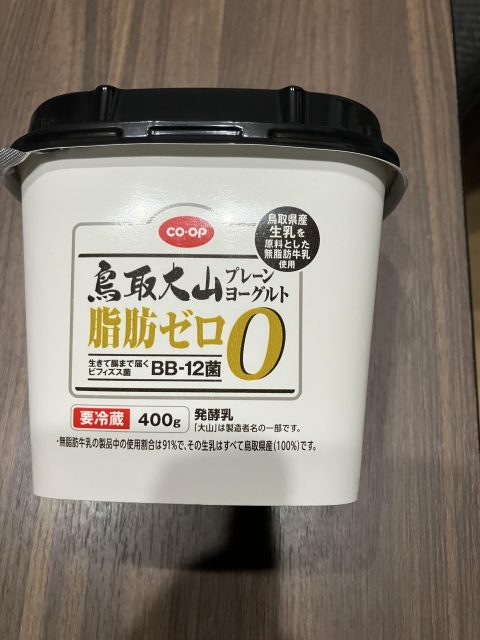 co·op
鳥取県産
生乳を
原料とした
無脂肪牛乳
使用
鳥取大山プレーン
ヨーグルト
脂肪ゼロ0
生きて腸まで届く
ビフィズス菌 BB-12菌
要冷蔵 400g 発酵乳
「大山」は製造者名の一部です。
・無脂肪牛乳の製品中の使用割合は91%で、その生乳はすべて鳥取県産(100%)です。